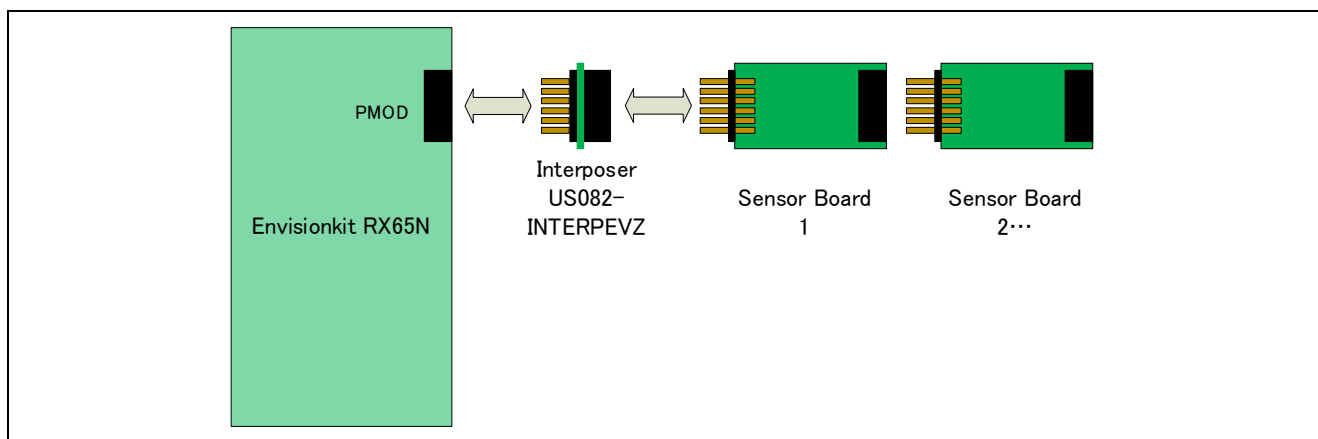 PMOD
Envisionkit RX65N
Interposer
US082-
INTERPEVZ
Sensor Board
1
Sensor Board
2…